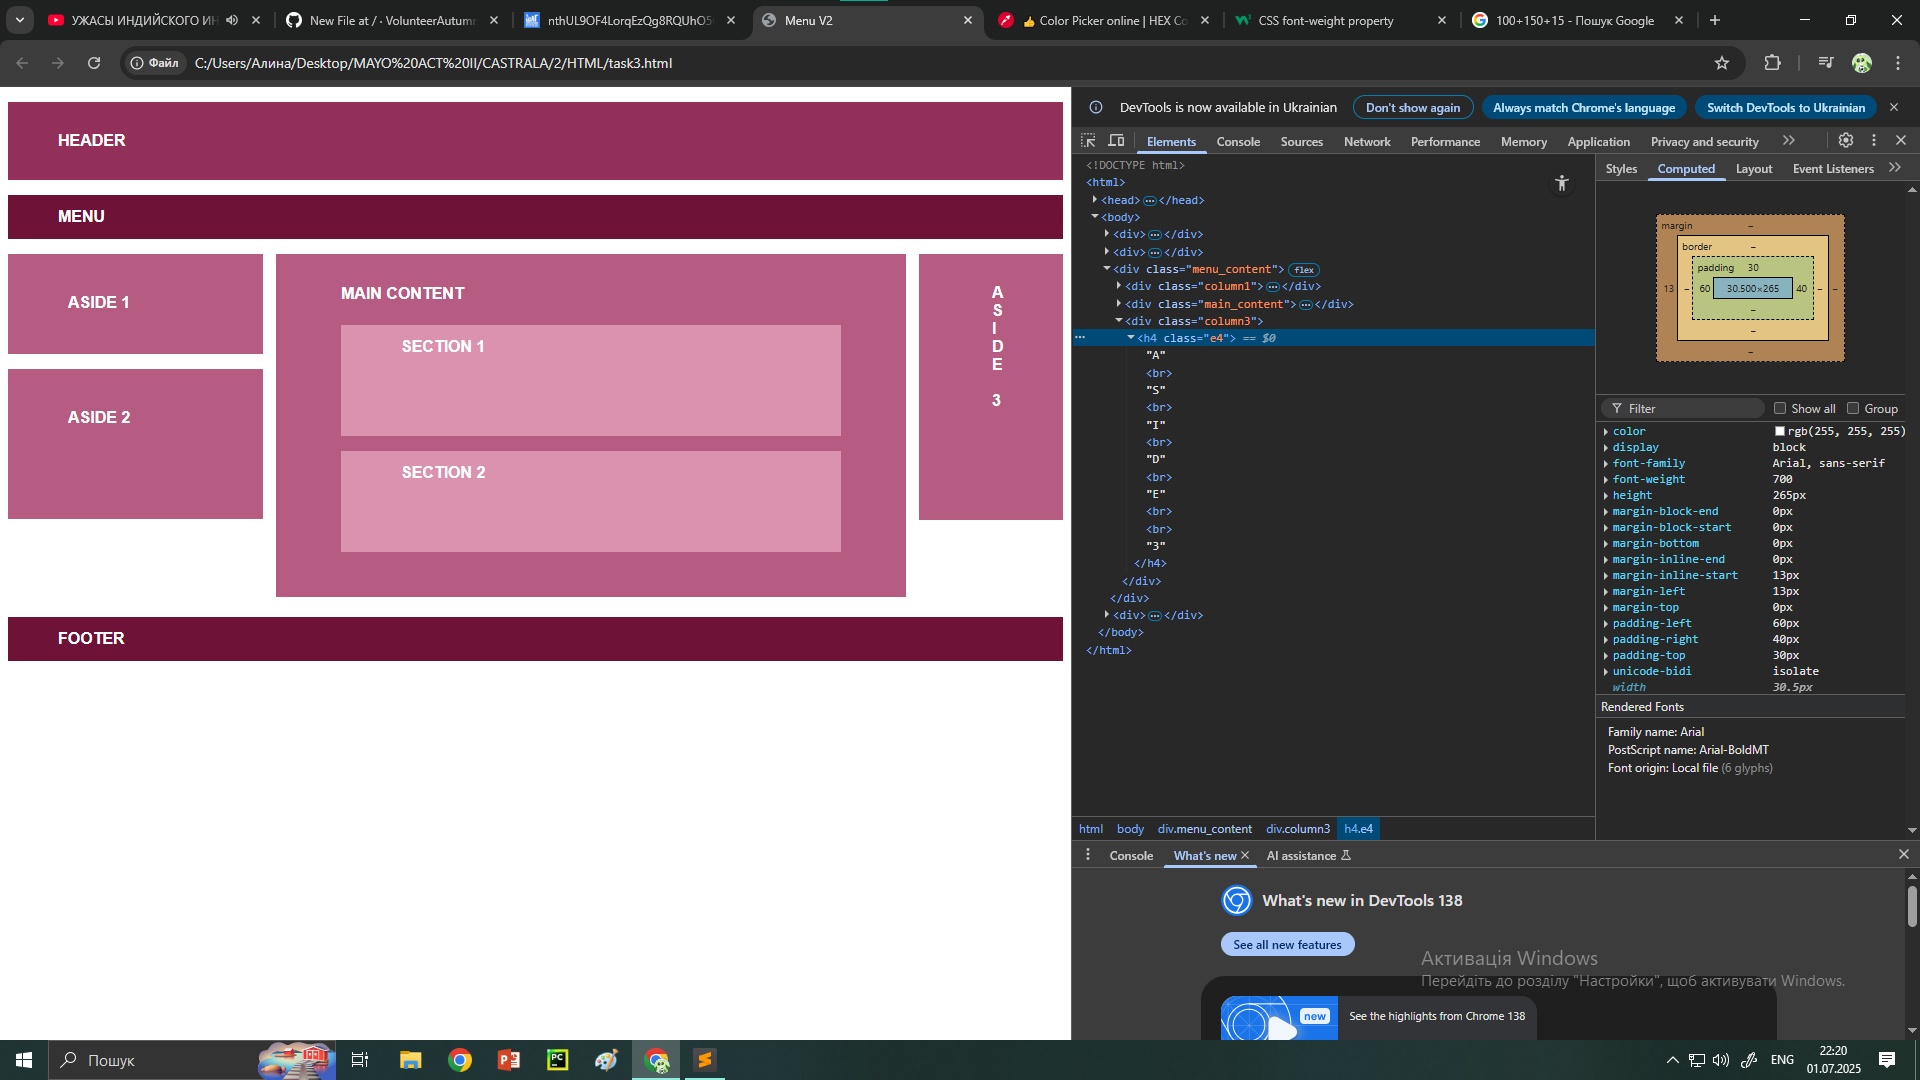 УЖАСЫ ИНДИЙСКОГО ИН
New File at / · VolunteerAutumn
nthUL9OF4LorqEzQg8RQUhO5
Menu V2
Color Picker online | HEX Co
CSS font-weight property
100+150+15 - Пошук Google
Файл
C:/Users/Алина/Desktop/MAYO%20ACT%20II/CASTRALA/2/HTML/task3.html
HEADER
MENU
ASIDE 1
ASIDE 2
MAIN CONTENT
SECTION 1
SECTION 2
A
S
I
D
E
3
FOOTER
DevTools is now available in Ukrainian
Don't show again
Always match Chrome's language
Switch DevTools to Ukrainian
Elements
Console
Sources
Network
Performance
Memory
Application
Privacy and security
<!DOCTYPE html>
<html>
<head>…</head>
<body>
<div>…</div>
<div>…</div>
<div class="menu_content"> flex
<div class="column1">…</div>
<div class="main_content">…</div>
<div class="column3">
<h4 class="e4"> == $0
"A"
<br>
"S"
<br>
"I"
<br>
"D"
<br>
"E"
<br>
<br>
"3"
</h4>
</div>
</div>
<div>…</div>
</body>
</html>
html
body
div.menu_content
div.column3
h4.e4
Styles
Computed
Layout
Event Listeners
margin –
border –
padding 30
13 – 60 30.500×265 40 – –
–
–
–
Filter
Show all
Group
color rgb(255, 255, 255)
display block
font-family Arial, sans-serif
font-weight 700
height 265px
margin-block-end 0px
margin-block-start 0px
margin-bottom 0px
margin-inline-end 0px
margin-inline-start 13px
margin-left 13px
margin-top 0px
padding-left 60px
padding-right 40px
padding-top 30px
unicode-bidi isolate
width 30.5px
Rendered Fonts
Family name: Arial
PostScript name: Arial-BoldMT
Font origin: Local file (6 glyphs)
Console
What's new
AI assistance
What's new in DevTools 138
See all new features
new
See the highlights from Chrome 138
Активація Windows
Перейдіть до розділу "Настройки", щоб активувати Windows.
Пошук
PC
ENG
22:20
01.07.2025